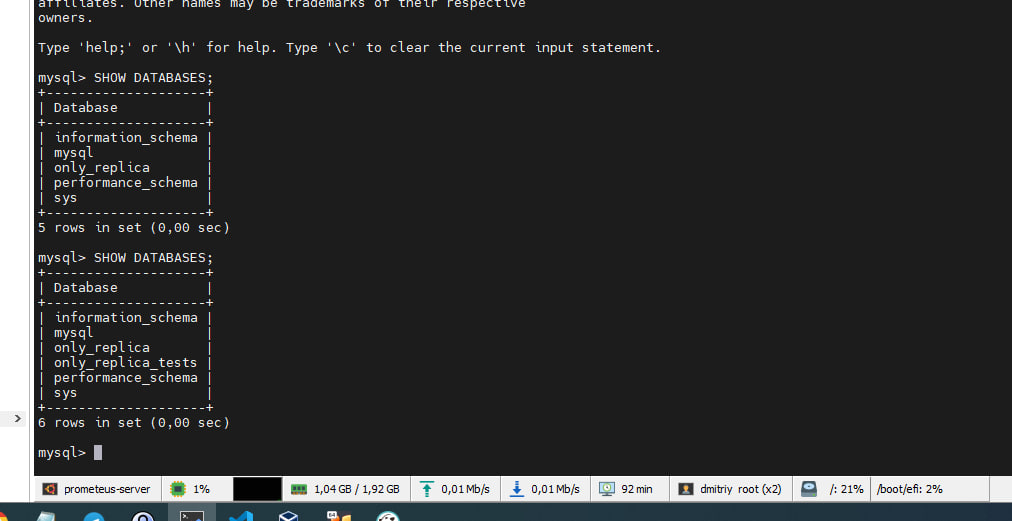 affiliates. Other names may be trademarks of their respective
owners.
Type 'help;' or '\h' for help. Type '\c' to clear the current input statement.
mysql> SHOW DATABASES;
+--------------------+
| Database           |
+--------------------+
| information_schema |
| mysql              |
| only_replica       |
| performance_schema |
| sys                |
+--------------------+
5 rows in set (0,00 sec)
mysql> SHOW DATABASES;
+--------------------+
| Database           |
+--------------------+
| information_schema |
| mysql              |
| only_replica       |
| only_replica_tests |
| performance_schema |
| sys                |
+--------------------+
6 rows in set (0,00 sec)
mysql>
prometeus-server 1% 1,04 GB / 1,92 GB 0,01 Mb/s 0,01 Mb/s 92 min dmitriy root (x2) /: 21% /boot/efi: 2%
64